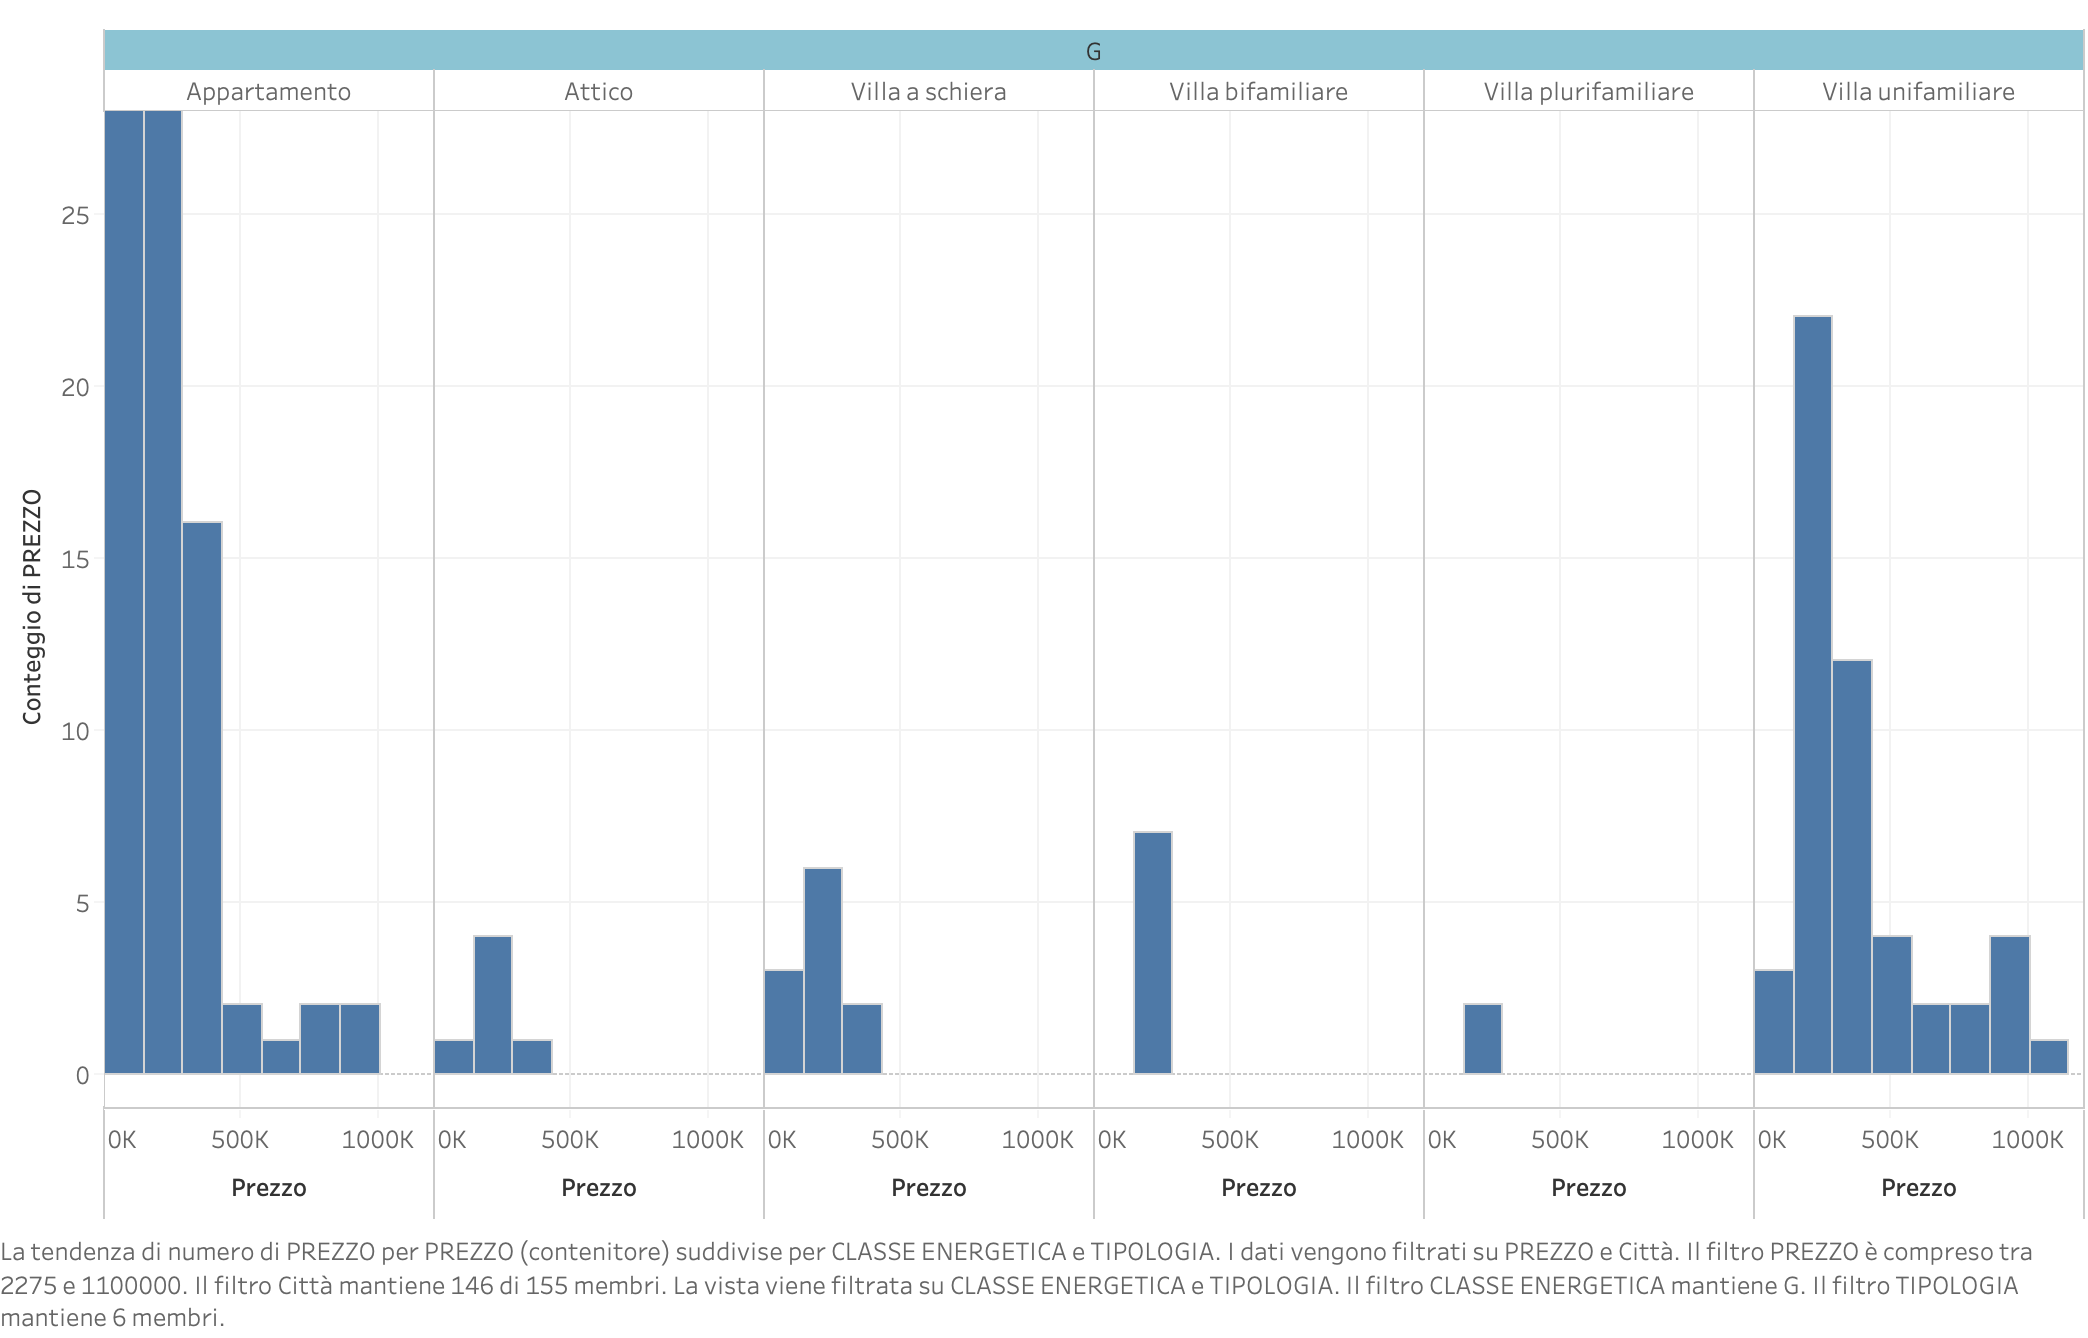 G
Appartamento Attico Villa a schiera Villa bifamiliare Villa plurifamiliare Villa unifamiliare
25
20
15
10
5
0
Conteggio di PREZZO
0K 500K 1000K 0K 500K 1000K 0K 500K 1000K 0K 500K 1000K 0K 500K 1000K 0K 500K 1000K
Prezzo Prezzo Prezzo Prezzo Prezzo Prezzo
La tendenza di numero di PREZZO per PREZZO (contenitore) suddivise per CLASSE ENERGETICA e TIPOLOGIA. I dati vengono filtrati su PREZZO e Città. Il filtro PREZZO è compreso tra
2275 e 1100000. Il filtro Città mantiene 146 di 155 membri. La vista viene filtrata su CLASSE ENERGETICA e TIPOLOGIA. Il filtro CLASSE ENERGETICA mantiene G. Il filtro TIPOLOGIA
mantiene 6 membri.